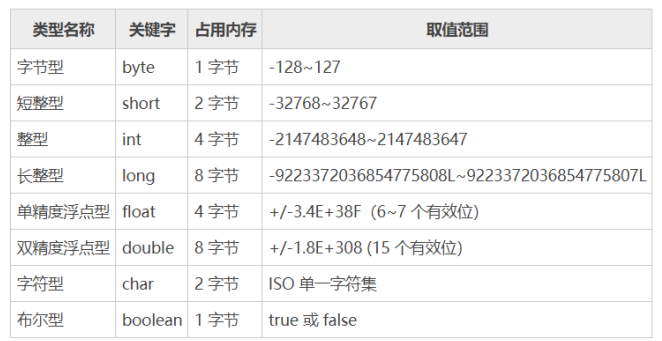 类型名称 关键字 占用内存 取值范围
字节型 byte 1 字节 -128~127
短整型 short 2 字节 -32768~32767
整型 int 4 字节 -2147483648~2147483647
长整型 long 8 字节 -9223372036854775808L~9223372036854775807L
单精度浮点型 float 4 字节 +/-3.4E+38F（6~7 个有效位）
双精度浮点型 double 8 字节 +/-1.8E+308 (15 个有效位)
字符型 char 2 字节 ISO 单一字符集
布尔型 boolean 1 字节 true 或 false